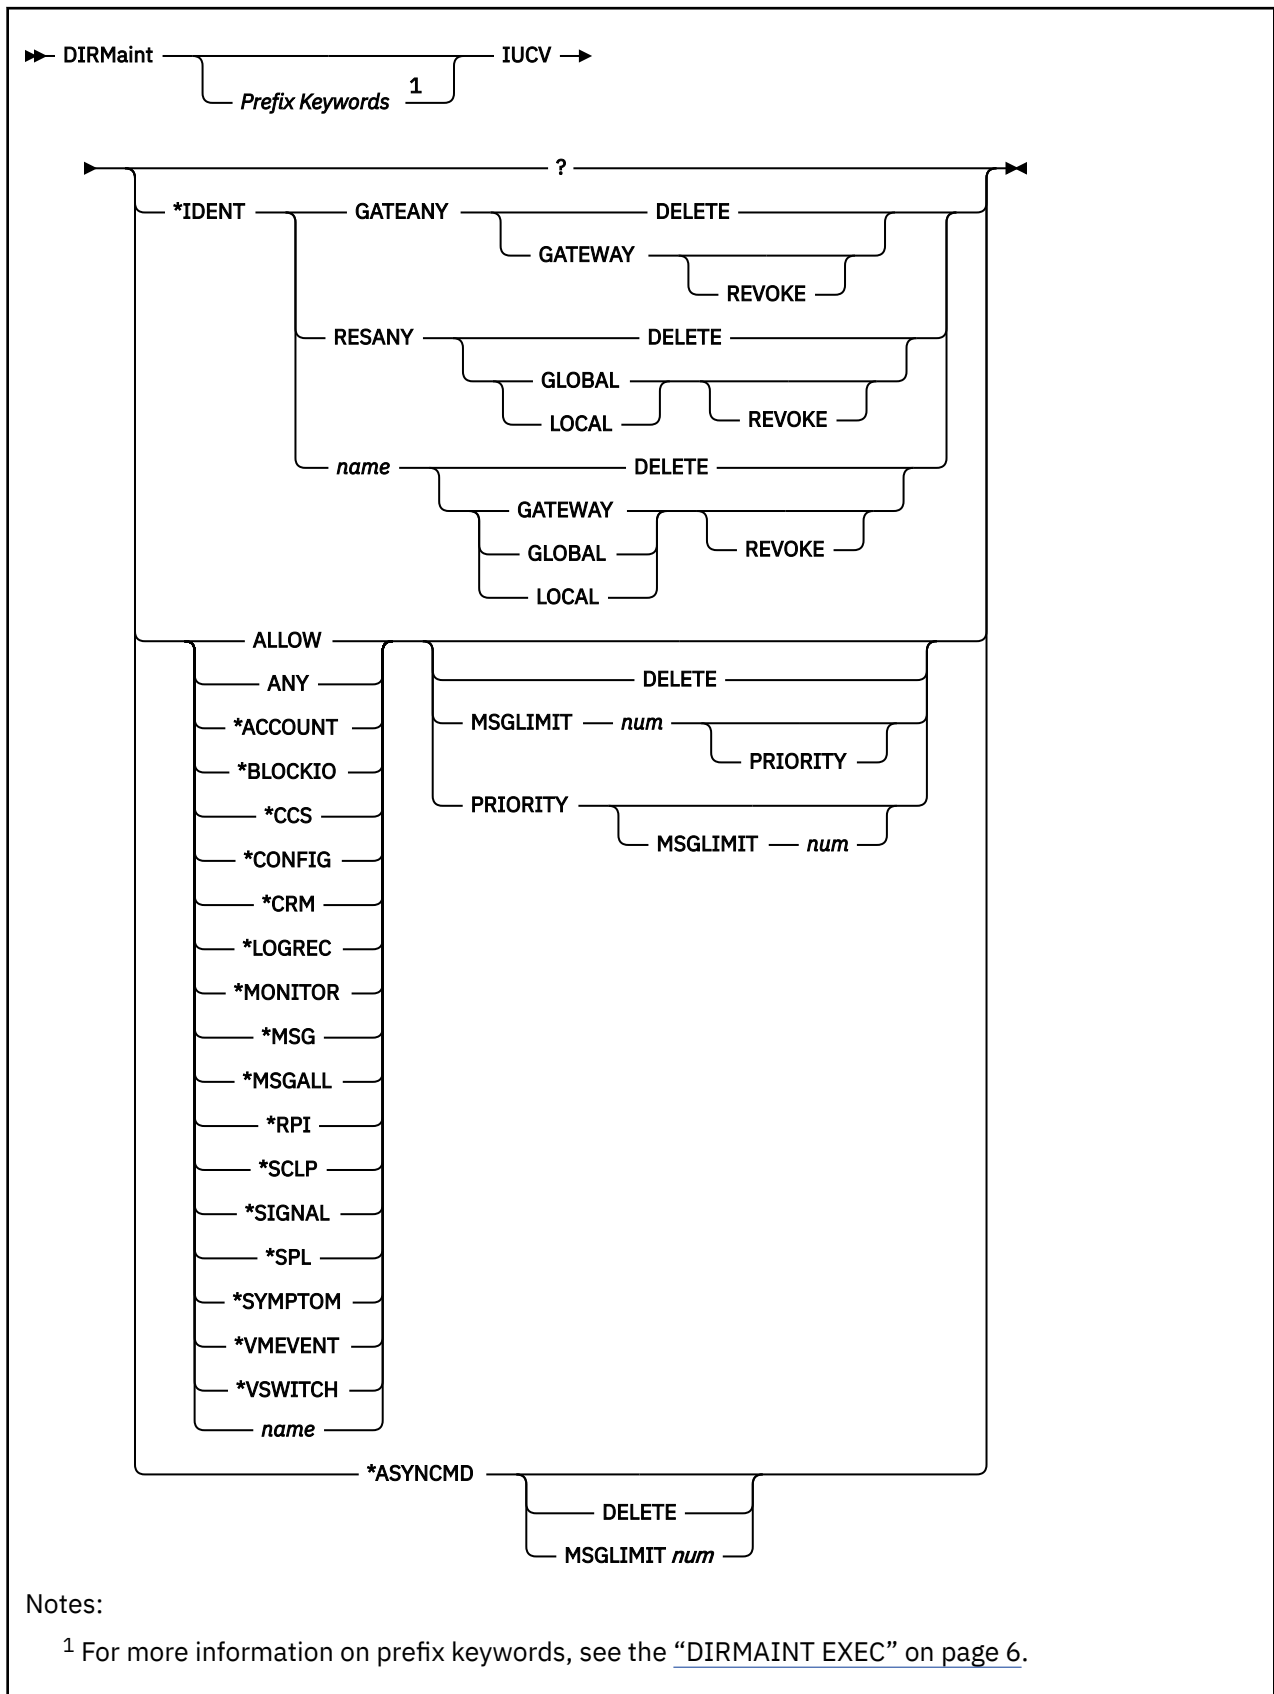 DIRMaint IUCV
Prefix Keywords 1
?
*IDENT GATEANY DELETE
GATEWAY
REVOKE
RESANY DELETE
GLOBAL
LOCAL REVOKE
name DELETE
GATEWAY
GLOBAL REVOKE
LOCAL
ALLOW
ANY DELETE
*ACCOUNT MSGLIMIT num
*BLOCKIO PRIORITY
*CCS PRIORITY
*CONFIG MSGLIMIT num
*CRM
*LOGREC
*MONITOR
*MSG
*MSGALL
*RPI
*SCLP
*SIGNAL
*SPL
*SYMPTOM
*VMEVENT
*VSWITCH
name
*ASYNCMD
DELETE
MSGLIMIT num
Notes:
1 For more information on prefix keywords, see the “DIRMAINT EXEC” on page 6.